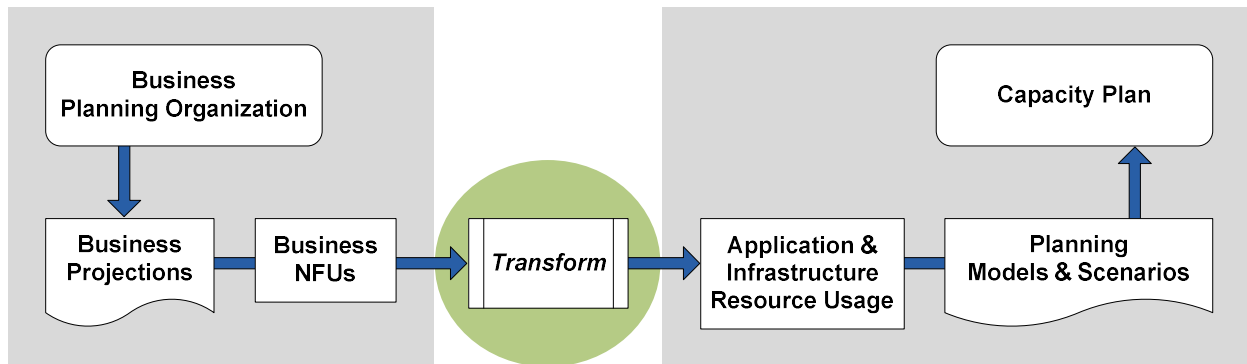 Business
Planning Organization
Capacity Plan
Business
Projections
Business
NFUs
Transform
Application &
Infrastructure
Resource Usage
Planning
Models & Scenarios